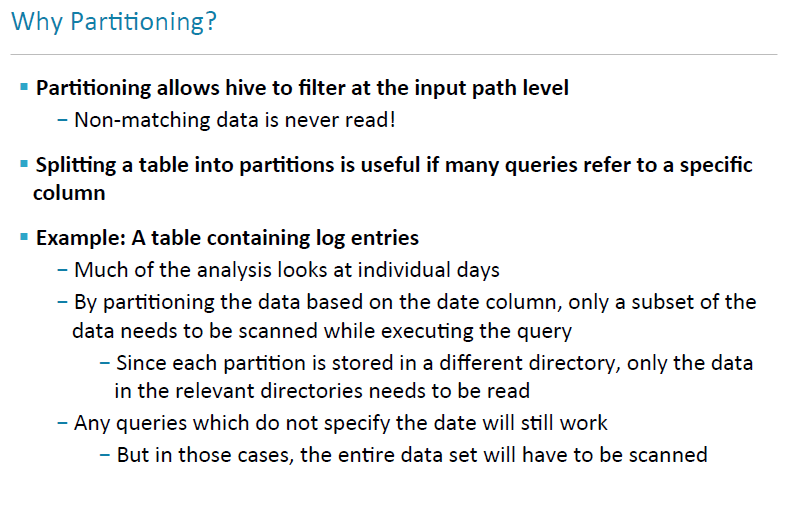 Why Partitioning?
▪ Partitioning allows hive to filter at the input path level
– Non-matching data is never read!
▪ Splitting a table into partitions is useful if many queries refer to a specific
column
▪ Example: A table containing log entries
– Much of the analysis looks at individual days
– By partitioning the data based on the date column, only a subset of the
data needs to be scanned while executing the query
– Since each partition is stored in a different directory, only the data
in the relevant directories needs to be read
– Any queries which do not specify the date will still work
– But in those cases, the entire data set will have to be scanned